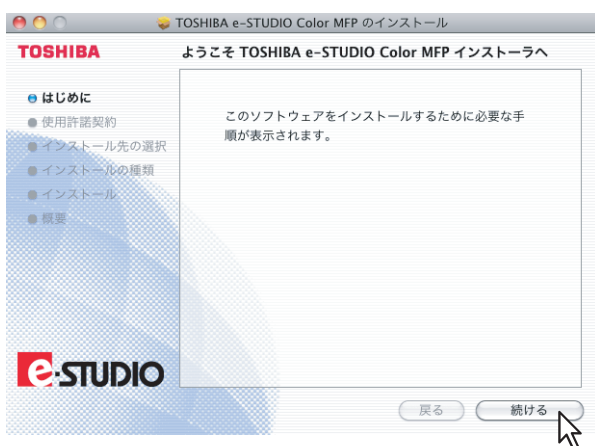 TOSHIBA e-STUDIO Color MFP のインストール
TOSHIBA
ようこそ TOSHIBA e-STUDIO Color MFP インストーラへ
はじめに
使用許諾契約
インストール先の選択
インストールの種類
インストール
概要
このソフトウェアをインストールするために必要な手
順が表示されます。
e-STUDIO
戻る
続ける